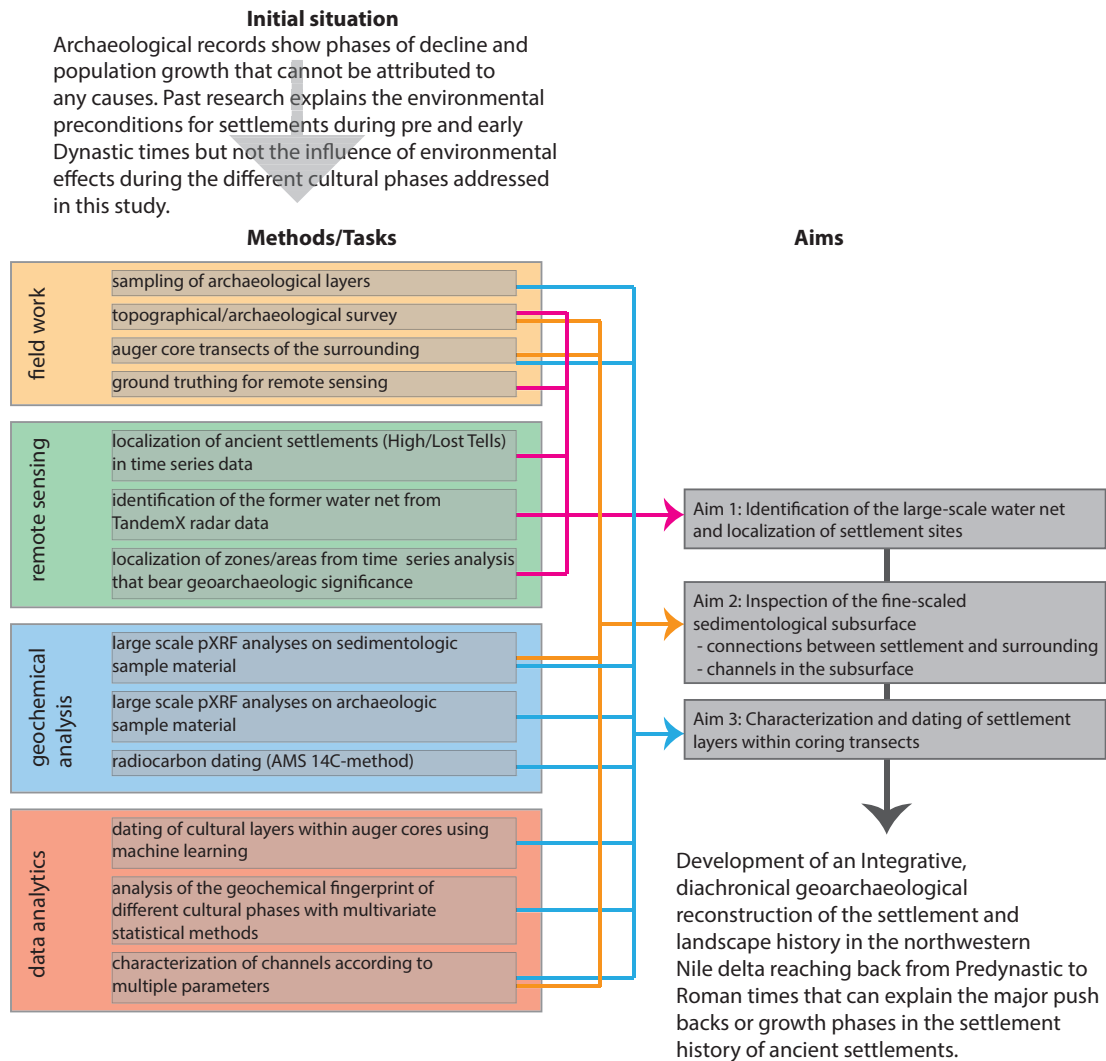 Initial situation
Archaeological records show phases of decline and
population growth that cannot be attributed to
any causes. Past research explains the environmental
preconditions for settlements during pre and early
Dynastic times but not the influence of environmental
effects during the different cultural phases addressed
in this study.
Methods/Tasks
field work
sampling of archaeological layers
topographical/archaeological survey
auger core transects of the surrounding
ground truthing for remote sensing
remote sensing
localization of ancient settlements (High/Lost Tells)
in time series data
identification of the former water net from
TandemX radar data
localization of zones/areas from time series analysis
that bear geoarchaeologic significance
geochemical
analysis
large scale pXRF analyses on sedimentologic
sample material
large scale pXRF analyses on archaeologic
sample material
radiocarbon dating (AMS 14C-method)
data analytics
dating of cultural layers within auger cores using
machine learning
analysis of the geochemical fingerprint of
different cultural phases with multivariate
statistical methods
characterization of channels according to
multiple parameters
Aims
Aim 1: Identification of the large-scale water net
and localization of settlement sites
Aim 2: Inspection of the fine-scaled
sedimentological subsurface
- connections between settlement and surrounding
- channels in the subsurface
Aim 3: Characterization and dating of settlement
layers within coring transects
Development of an Integrative,
diachronical geoarchaeological
reconstruction of the settlement and
landscape history in the northwestern
Nile delta reaching back from Predynastic to
Roman times that can explain the major push
backs or growth phases in the settlement
history of ancient settlements.